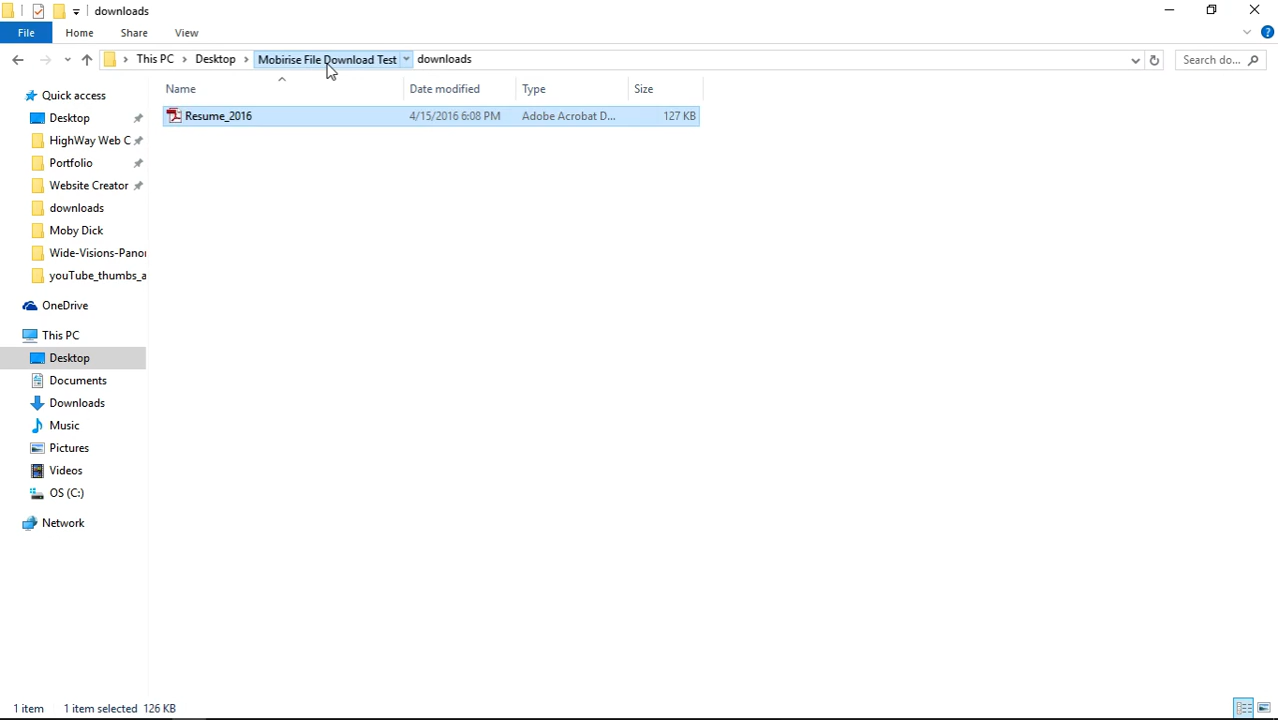 downloads
File Home Share View
This PC Desktop Mobirise File Download Test downloads Search do...
Name Date modified Type Size
Resume_2016 4/15/2016 6:08 PM Adobe Acrobat D... 127 KB
Quick access
Desktop
HighWay Web C
Portfolio
Website Creator
downloads
Moby Dick
Wide-Visions-Panor
youTube_thumbs_a
OneDrive
This PC
Desktop
Documents
Downloads
Music
Pictures
Videos
OS (C:)
Network
1 item 1 item selected 126 KB